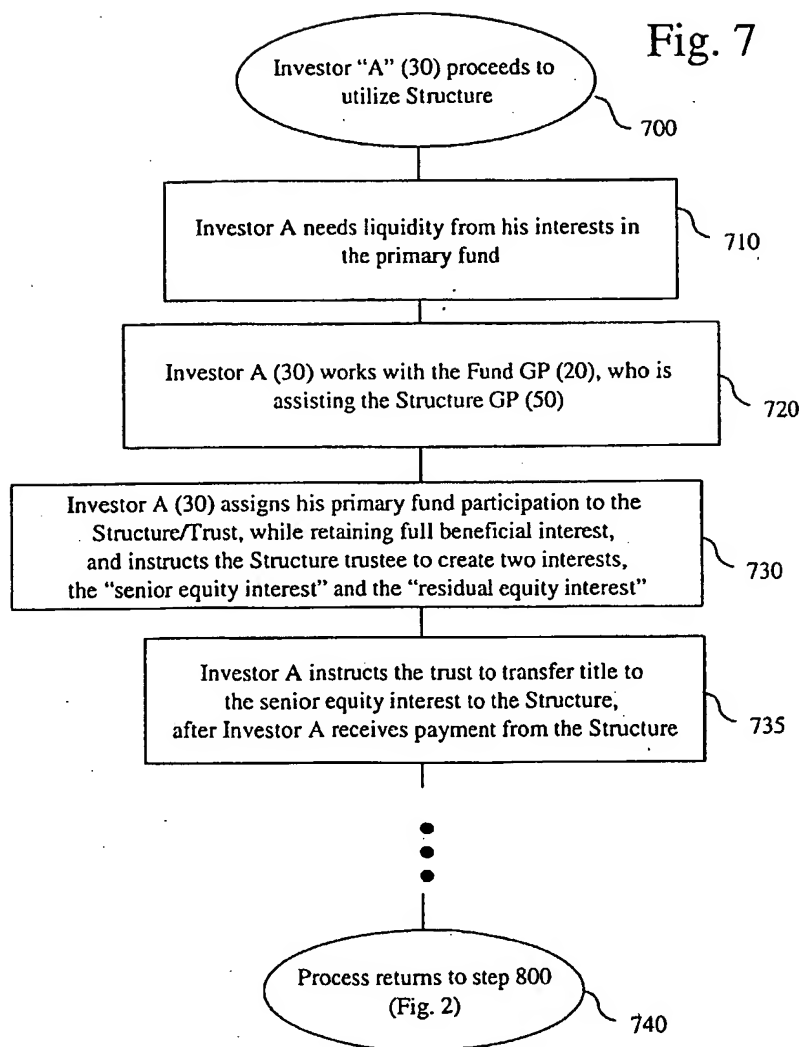 Fig. 7
Investor "A" (30) proceeds to
utilize Structure
700
Investor A needs liquidity from his interests in
the primary fund
710
Investor A (30) works with the Fund GP (20), who is
assisting the Structure GP (50)
720
Investor A (30) assigns his primary fund participation to the
Structure/Trust, while retaining full beneficial interest,
and instructs the Structure trustee to create two interests,
the "senior equity interest" and the "residual equity interest"
730
Investor A instructs the trust to transfer title to
the senior equity interest to the Structure,
after Investor A receives payment from the Structure
735
Process returns to step 800
(Fig. 2)
740